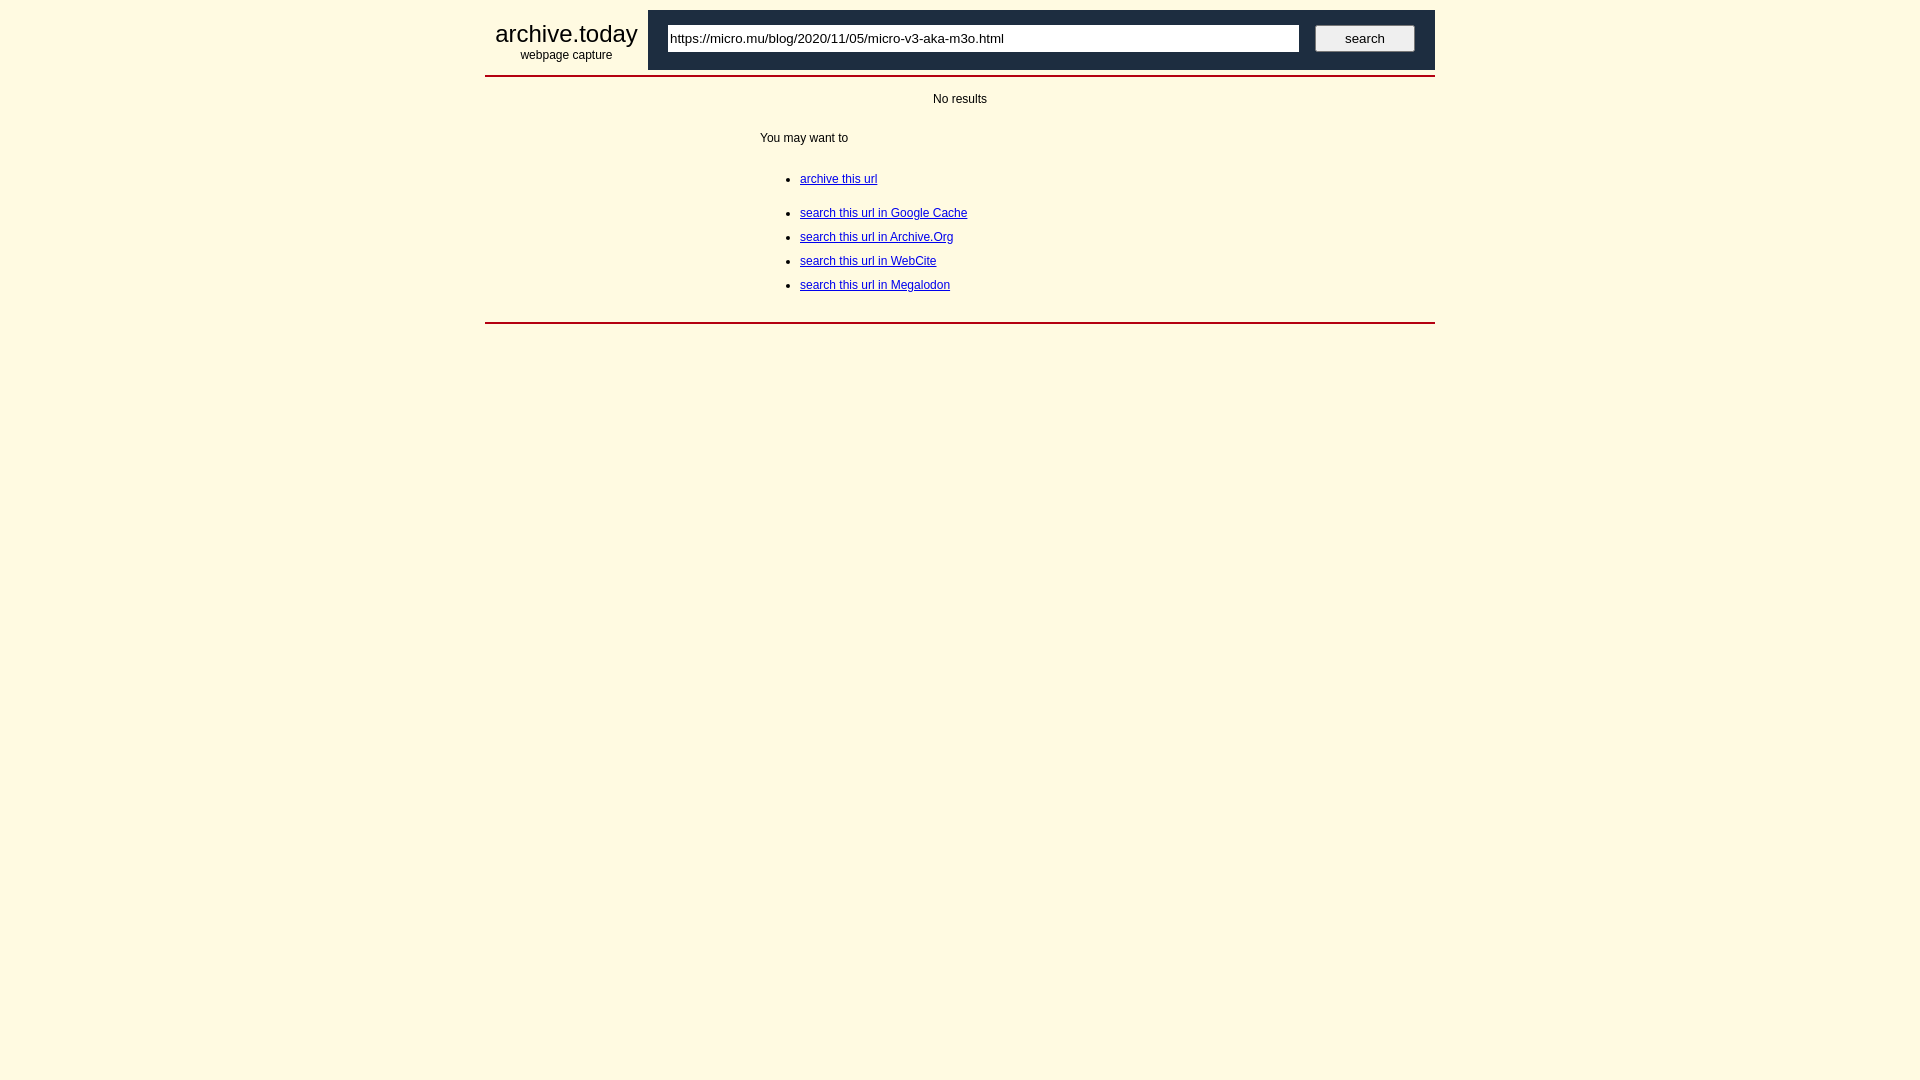 archive.today
webpage capture
https://micro.mu/blog/2020/11/05/micro-v3-aka-m3o.html
search
No results
You may want to
archive this url
search this url in Google Cache
search this url in Archive.Org
search this url in WebCite
search this url in Megalodon